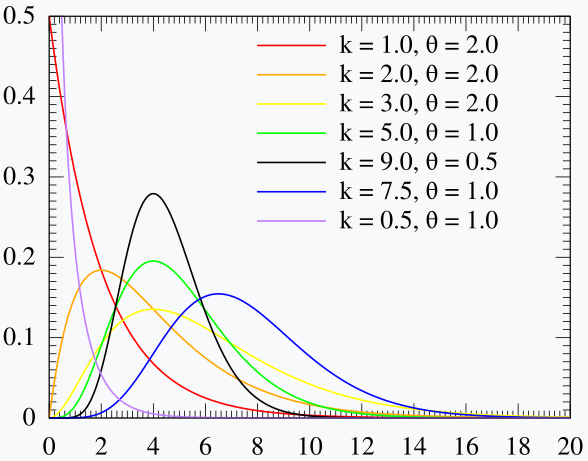 0.5
k = 1.0, θ = 2.0
k = 2.0, θ = 2.0
0.4
k = 3.0, θ = 2.0
k = 5.0, θ = 1.0
k = 9.0, θ = 0.5
0.3
k = 7.5, θ = 1.0
k = 0.5, θ = 1.0
0.2
0.1
0
0 2 4 6 8 10 12 14 16 18 20